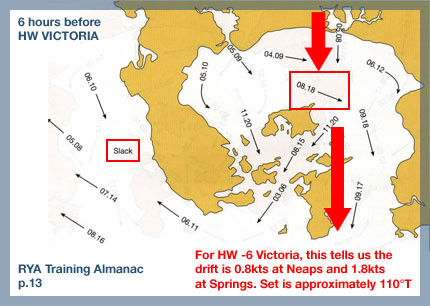 6 hours before
HW VICTORIA
05.08
04.09
05.09
05.10
06.12
06.10
08.18
11.20
11.20
09.18
08.15
Slack
05.08
03.06
07.14
09.17
06.11
08.16
For HW -6 Victoria, this tells us the
drift is 0.8kts at Neaps and 1.8kts
at Springs. Set is approximately 110°T
RYA Training Almanac
p.13